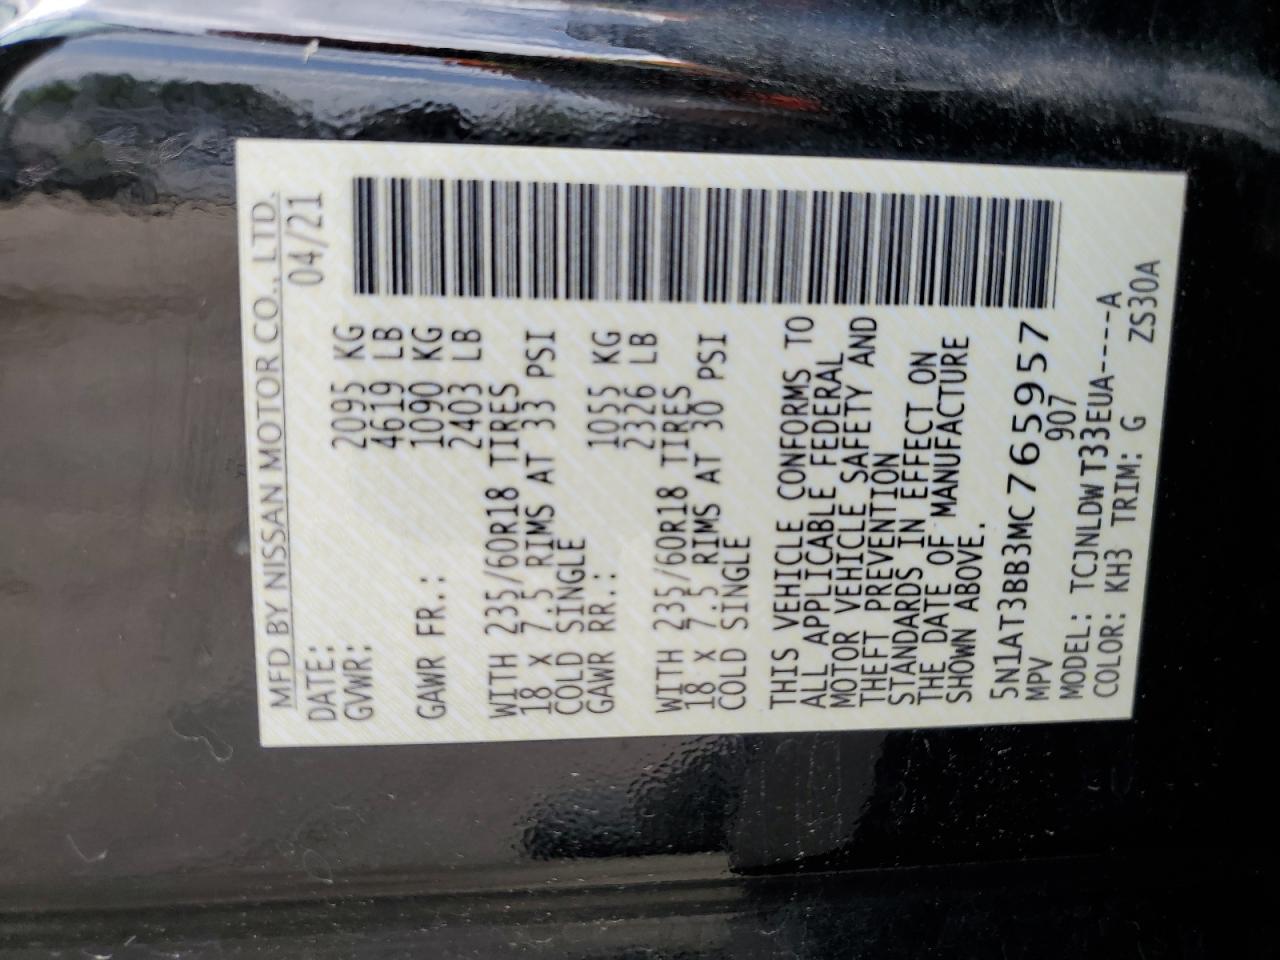 MFD BY NISSAN MOTOR CO., LTD.
DATE: 04/21
GVWR: 2095 KG
4619 LB
GAWR FR.: 1090 KG
2403 LB
WITH 235/60R18 TIRES
18 X 7.5 RIMS AT 33 PSI
COLD SINGLE
GAWR RR.: 1055 KG
2326 LB
WITH 235/60R18 TIRES
18 X 7.5 RIMS AT 30 PSI
COLD SINGLE
THIS VEHICLE CONFORMS TO
ALL APPLICABLE FEDERAL
MOTOR VEHICLE SAFETY AND
THEFT PREVENTION
STANDARDS IN EFFECT ON
THE DATE OF MANUFACTURE
SHOWN ABOVE.
5N1AT3BB3MC765957
MPV 907
MODEL: TCJNLDWT33EUA-----A
COLOR: KH3 TRIM: G ZS30A